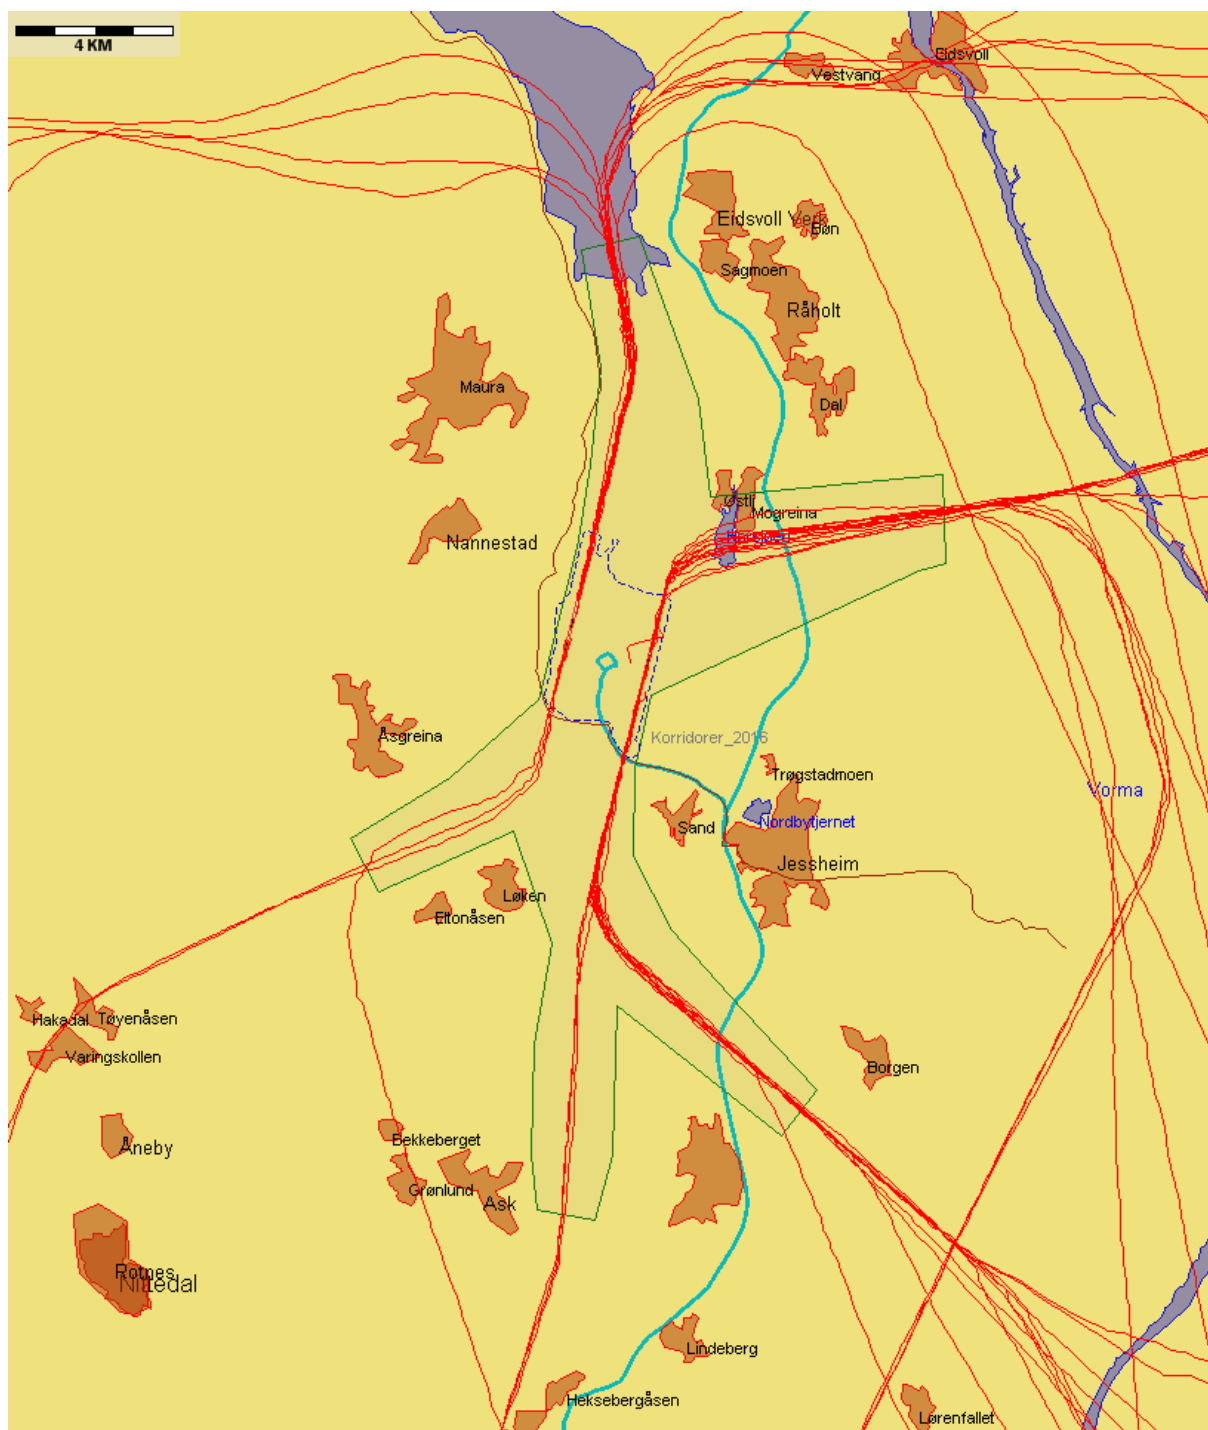 4 KM
Eidsvoll
Vestvang
Eidsvoll Verk
Bøn
Sagmoen
Råholt
Maura
Dal
Østli
Mogreina
Nannestad
Åsgreina
Korridorer_2016
Trøgstadmoen
Vorma
Nordbytjernet
Sand
Jessheim
Løken
Eltonåsen
Hakadal
Tøyenåsen
Varingskollen
Borgen
Bekkeberget
Åneby
Grønlund
Ask
Rotnes
Nittedal
Lindeberg
Heksebergåsen
Lørenfallet